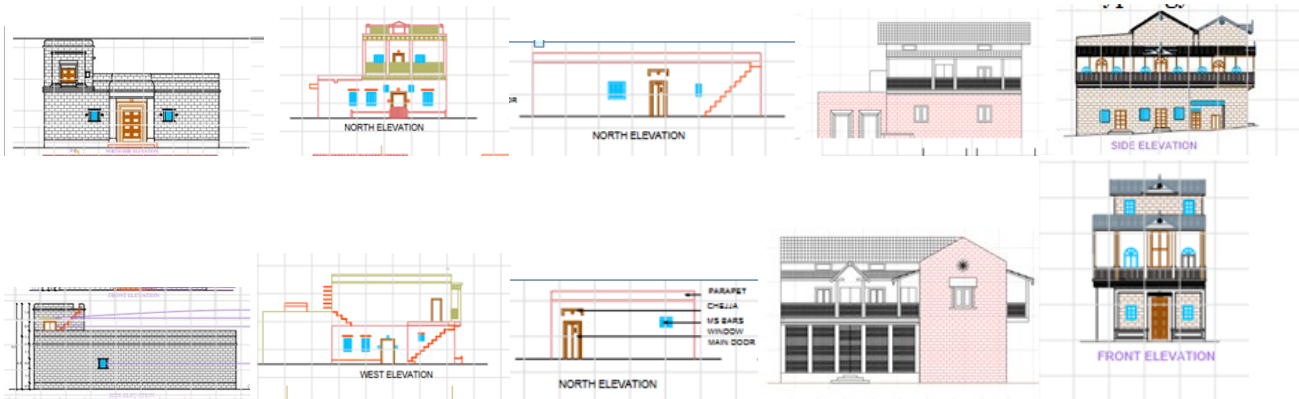 NORTH ELEVATION
NORTH ELEVATION
SIDE ELEVATION
FRONT ELEVATION
WEST ELEVATION
PARAPET
CHEJJA
MS BARS
WINDOW
MAIN DOOR
NORTH ELEVATION
FRONT ELEVATION